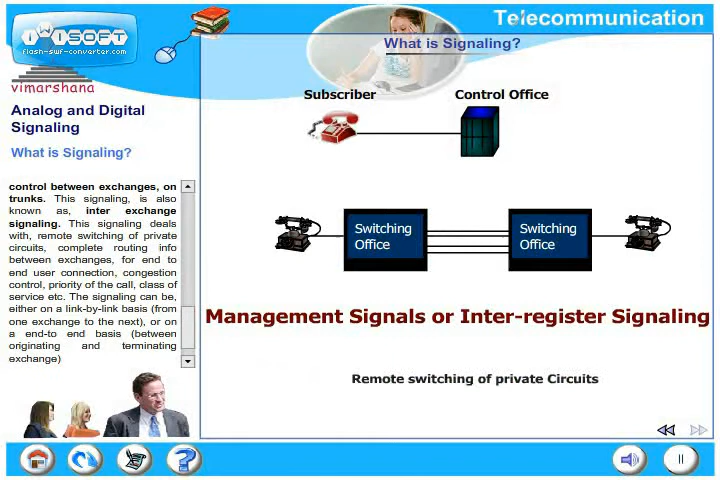 Telecommunication
iWiSOFT
flash-swf-converter.com
vimarshana
What is Signaling?
Analog and Digital
Signaling
What is Signaling?
control between exchanges, on
trunks. This signaling, is also
known as, inter exchange
signaling. This signaling deals
with, remote switching of private
circuits, complete routing info
between exchanges, for end to
end user connection, congestion
control, priority of the call, class of
service etc. The signaling can be,
either on a link-by-link basis (from
one exchange to the next), or on
a end-to end basis (between
originating and terminating
exchange)
Subscriber
Control Office
Switching
Office
Switching
Office
Management Signals or Inter-register Signaling
Remote switching of private Circuits